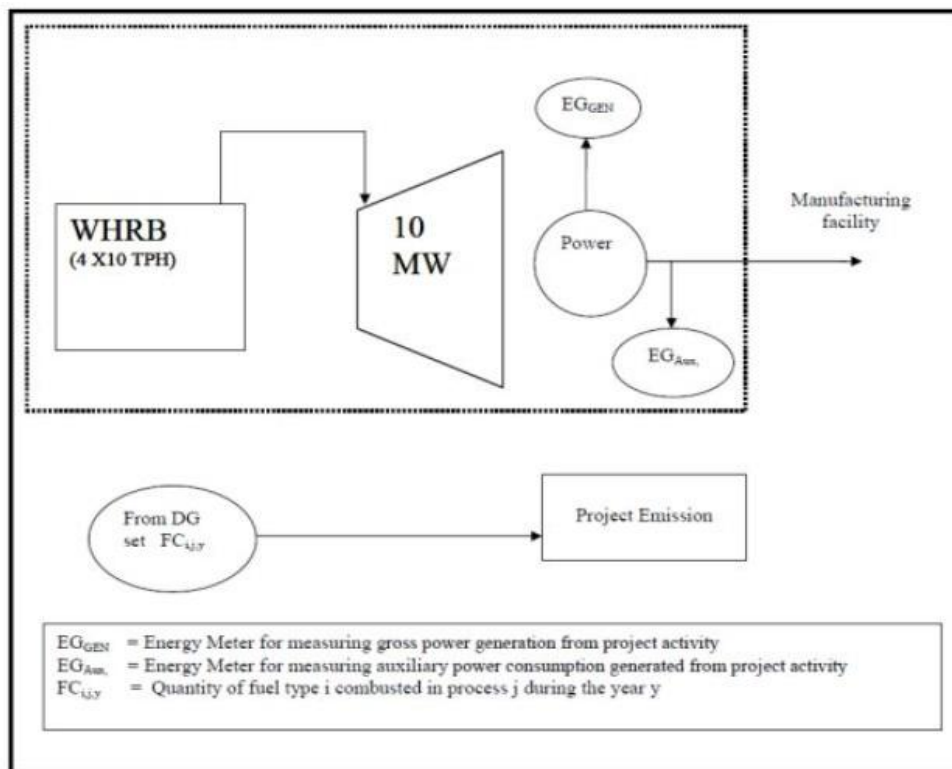 EG_GEN
Manufacturing
facility
WHRB
(4 X10 TPH)
10
MW
Power
EG_Aux,
From DG
set FC_i,j,y
Project Emission
EG_GEN = Energy Meter for measuring gross power generation from project activity
EG_Aux, = Energy Meter for measuring auxiliary power consumption generated from project activity
FC_i,j,y = Quantity of fuel type i combusted in process j during the year y